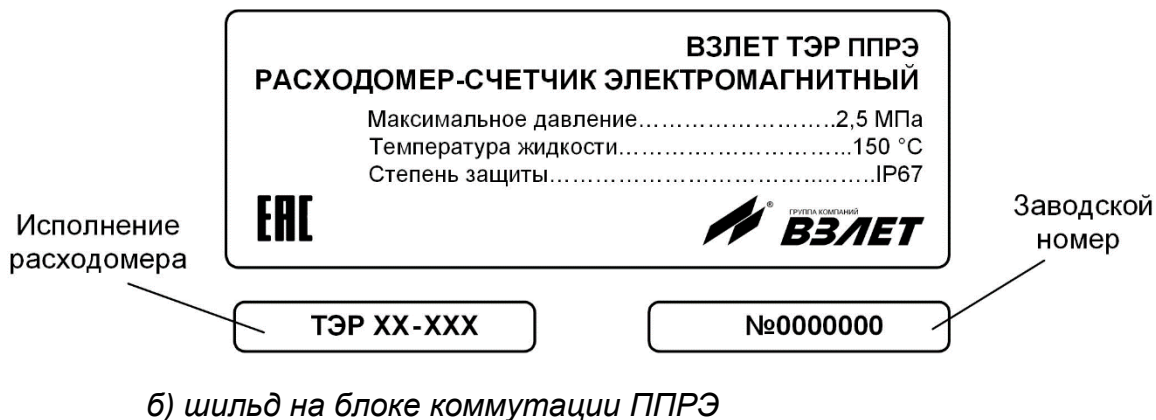 ВЗЛЕТ ТЭР ППРЭ
РАСХОДОМЕР-СЧЕТЧИК ЭЛЕКТРОМАГНИТНЫЙ
Максимальное давление……………………..2,5 МПа
Температура жидкости……….…………………...150 °С
Степень защиты……………………………..……..IP67
ЕАС
ГРУППА КОМПАНИЙ
ВЗЛЕТ
®
Исполнение
расходомера
Заводской
номер
ТЭР ХХ-ХХХ
№0000000
б) шильд на блоке коммутации ППРЭ